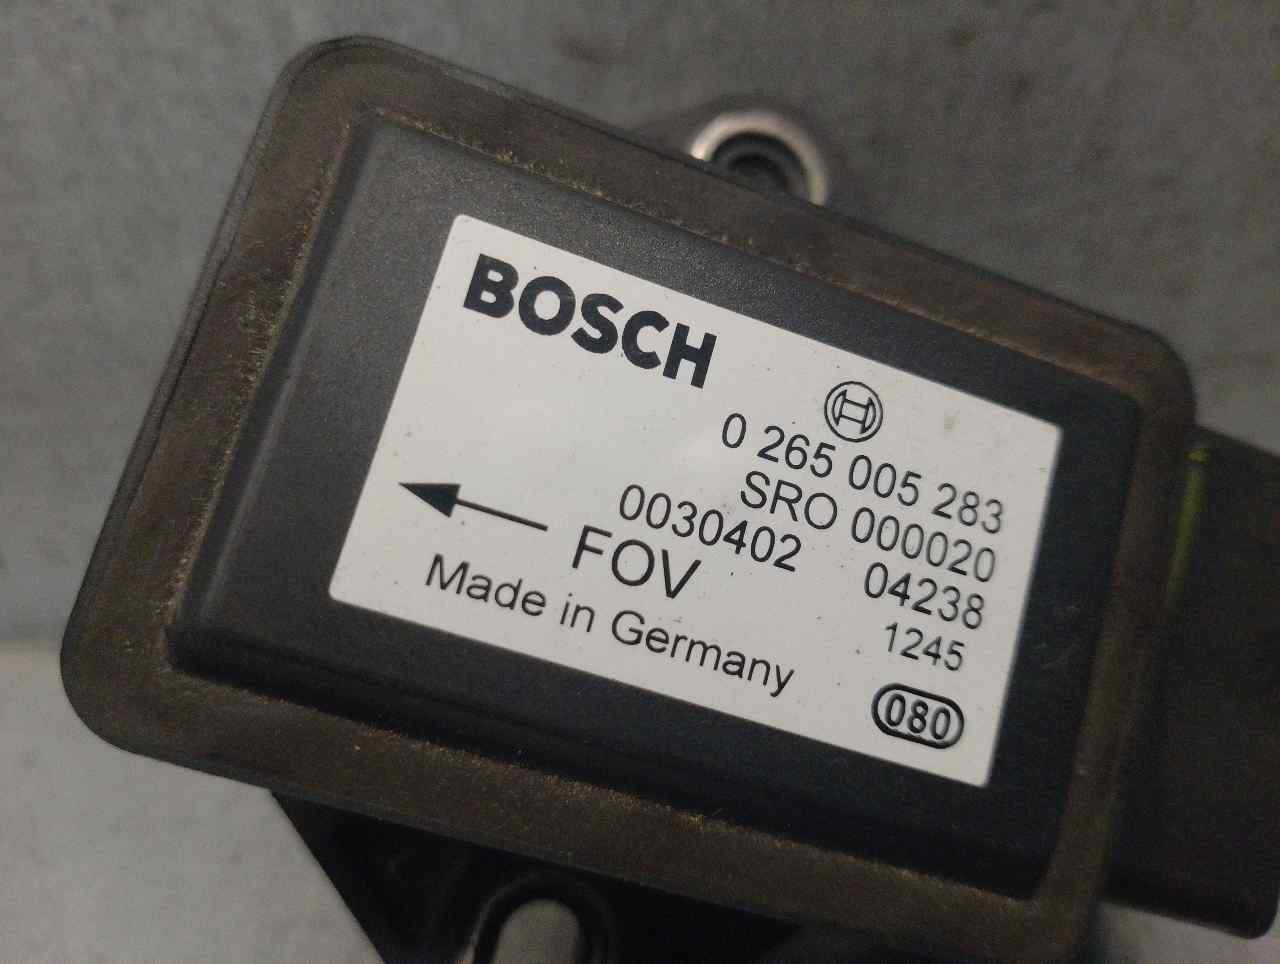 BOSCH
0 265 005 283
SRO 000020
0030402 04238
FOV 1245
Made in Germany
080